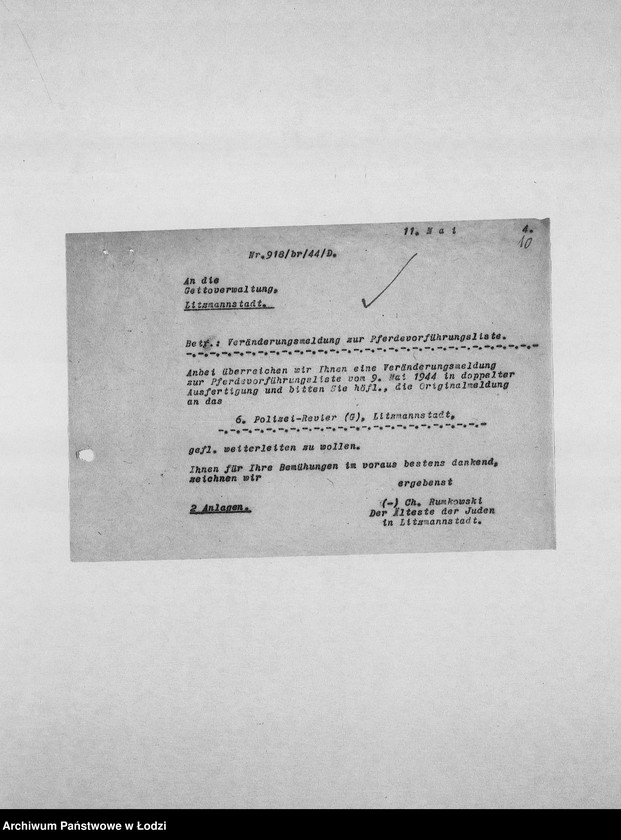 11. M a i 4.
10
Nr.918/br/44/D.
An die
Gettoverwaltung,
Litzmannstadt.
Betr.: Veränderungsmeldung zur Pferdevorführungsliste.
Anbei überreichen wir Ihnen eine Veränderungsmeldung
zur Pferdevorführungsliste vom 9. Mai 1944 in doppelter
Ausfertigung und bitten Sie höfl., die Originalmeldung
an das
6. Polizei-Revier (G), Litzmannstadt,
gefl. weiterleiten zu wollen.
Ihnen für Ihre Bemühungen im voraus bestens dankend,
zeichnen wir
ergebenst
2 Anlagen.
(-) Ch. Rumkowski
Der Älteste der Juden
in Litzmannstadt.
Archiwum Państwowe w Łodzi